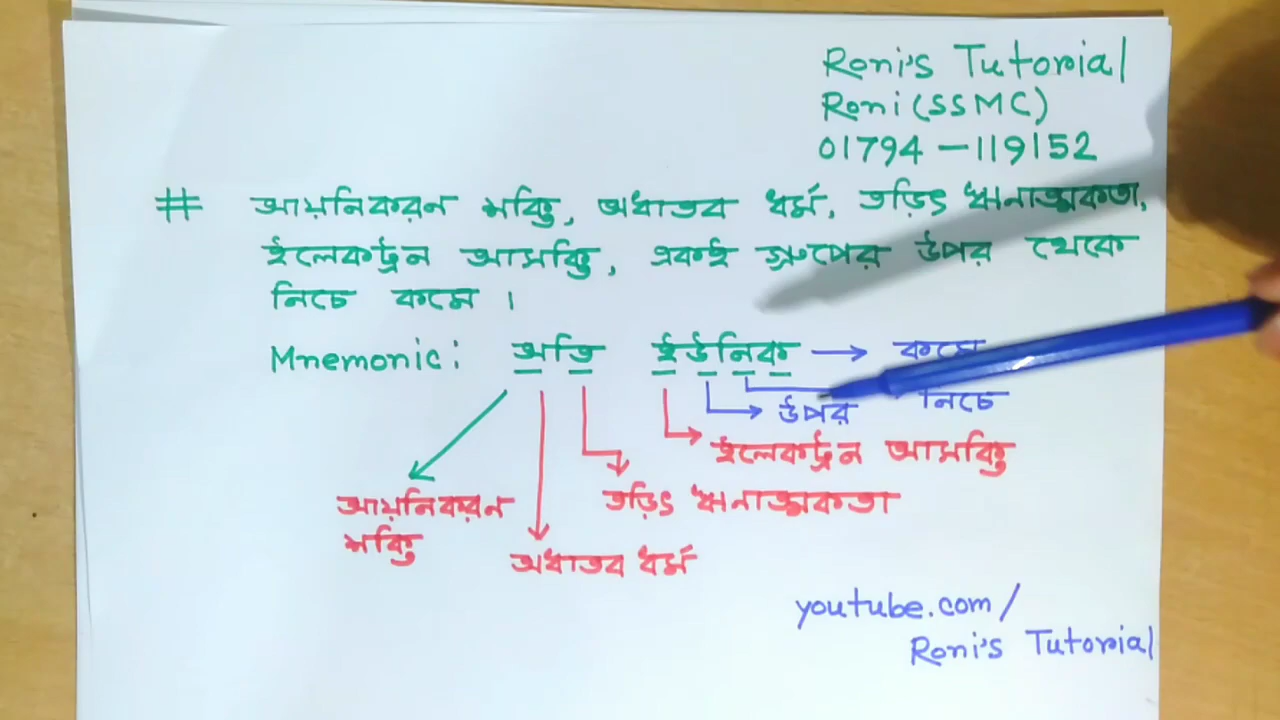 Roni's Tutorial
Roni (SSMC)
01794-119152
# আয়নিকরন শক্তি, অধাতব ধর্ম, তড়িৎ ঋনাত্মকতা,
ইলেকট্রন আসক্তি, একই গ্রুপের উপর থেকে
নিচে কমে ।
Mnemonic: অতি ইউনিক → কমে
নিচে
উপর
ইলেকট্রন আসক্তি
তড়িৎ ঋনাত্মকতা
আয়নিকরন
শক্তি
অধাতব ধর্ম
youtube.com/
Roni's Tutorial